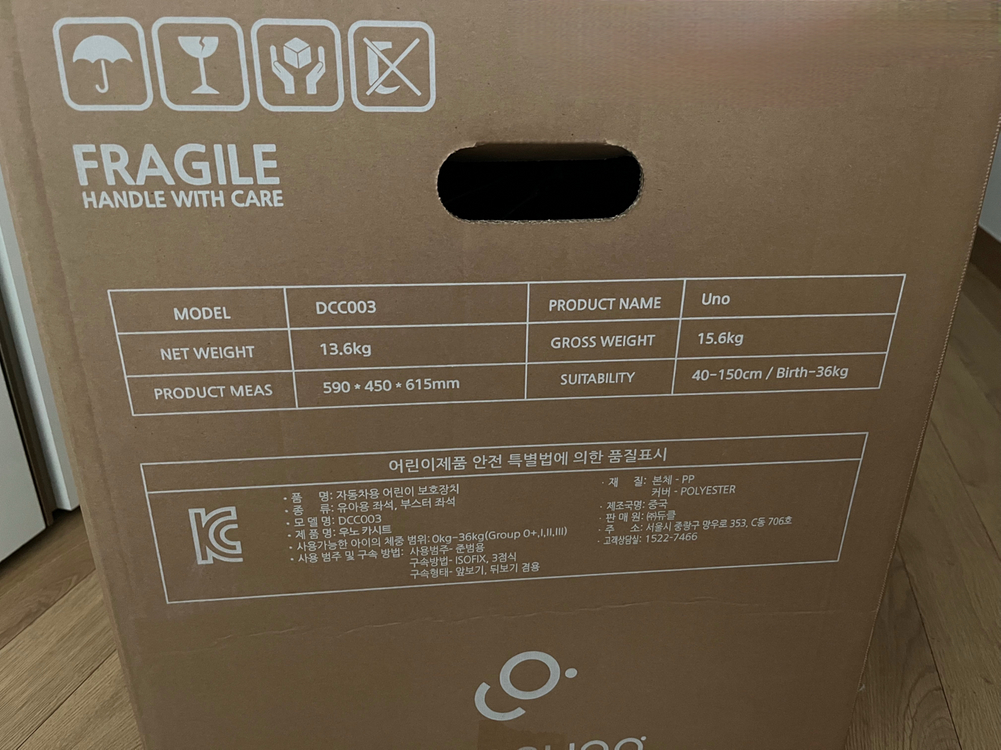 FRAGILE
HANDLE WITH CARE
MODEL DCC003 PRODUCT NAME Uno
NET WEIGHT 13.6kg GROSS WEIGHT 15.6kg
PRODUCT MEAS 590 * 450 * 615mm SUITABILITY 40-150cm / Birth-36kg
어린이제품 안전 특별법에 의한 품질표시
· 품 명: 자동차용 어린이 보호장치
· 종 류: 유아용 좌석, 부스터 좌석
· 모 델 명: DCC003
· 제 품 명: 우노 카시트
· 사용가능한 아이의 체중 범위: 0kg-36kg(Group 0+,I,II,III)
· 사용 범주 및 구속 방법: 사용범주- 준범용
구속방법- ISOFIX, 3점식
구속형태- 앞보기, 뒤보기 겸용
· 재 질: 본체 - PP
커버 - POLYESTER
· 제조국명: 중국
· 판 매 원: ㈜듀클
· 주 소: 서울시 중랑구 망우로 353, C동 706호
· 고객상담실: 1522-7466